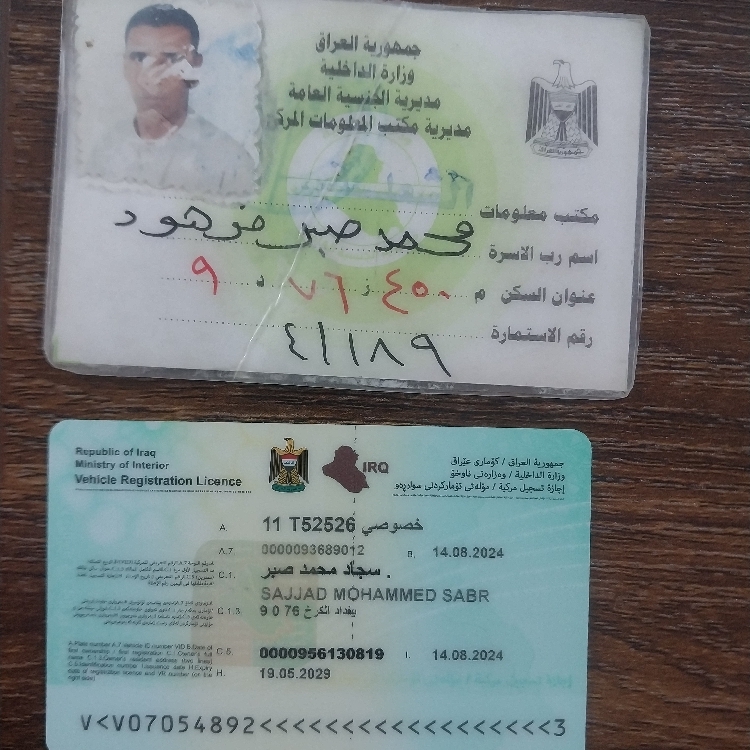 جمهورية العراق
وزارة الداخلية
مديرية الجنسية العامة
مديرية مكتب المعلومات المركز
مكتب معلومات
اسم رب الاسرة محمد صبر فرهود
عنوان السكن م ٤٥٠ ز ٧٦ د ٩
رقم الاستمارة ٤١١٨٩
Republic of Iraq
Ministry of Interior
Vehicle Registration Licence
IRQ
جمهورية العراق / كۆماری عێراق
وزارة الداخلية / وەزارەتی ناوخۆ
إجازة تسجيل مركبة / مۆڵەتی تۆمارکردنی
A. 11 T52526 خصوصي
A.7 0000093689012 B. 14.08.2024
C.1. سجاد محمد صبر .
SAJJAD MOHAMMED SABR
C.1.3 بغداد الكرخ 76 0 9
C.5. 0000956130819 I. 14.08.2024
H. 19.05.2029
V<V07054892<<<<<<<<<<<<<<<<<<<3